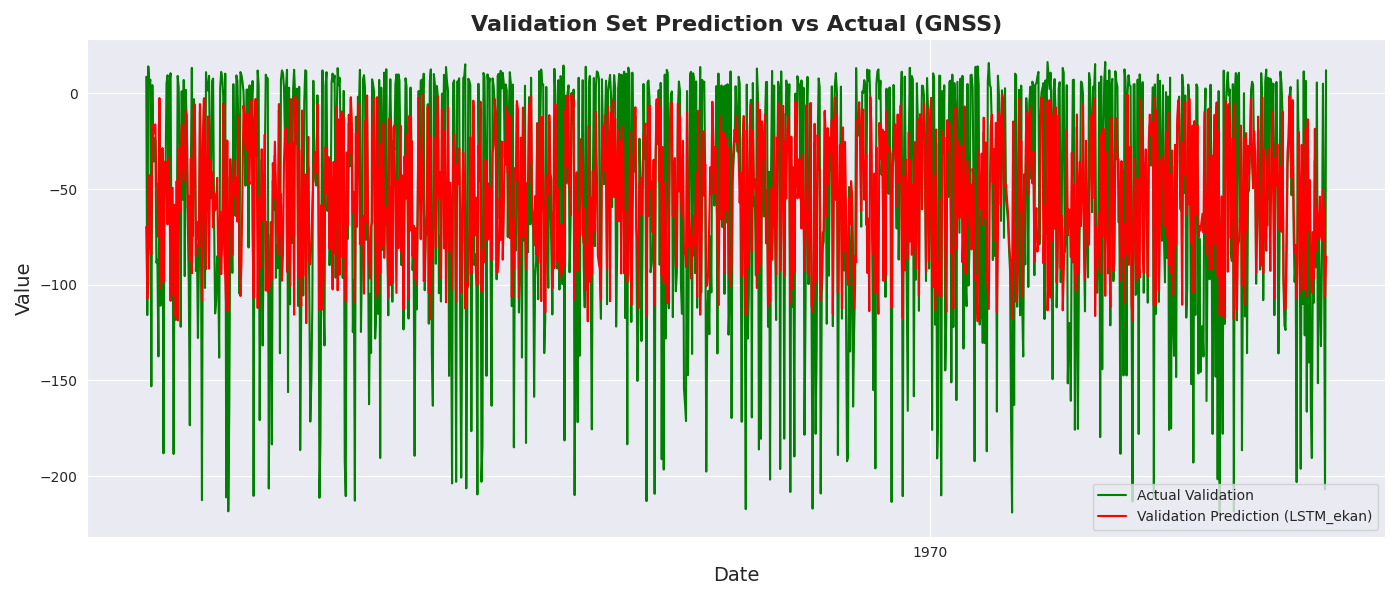 Validation Set Prediction vs Actual (GNSS)
0
−50
−100
−150
−200
Value
Actual Validation
Validation Prediction (LSTM_ekan)
1970
Date